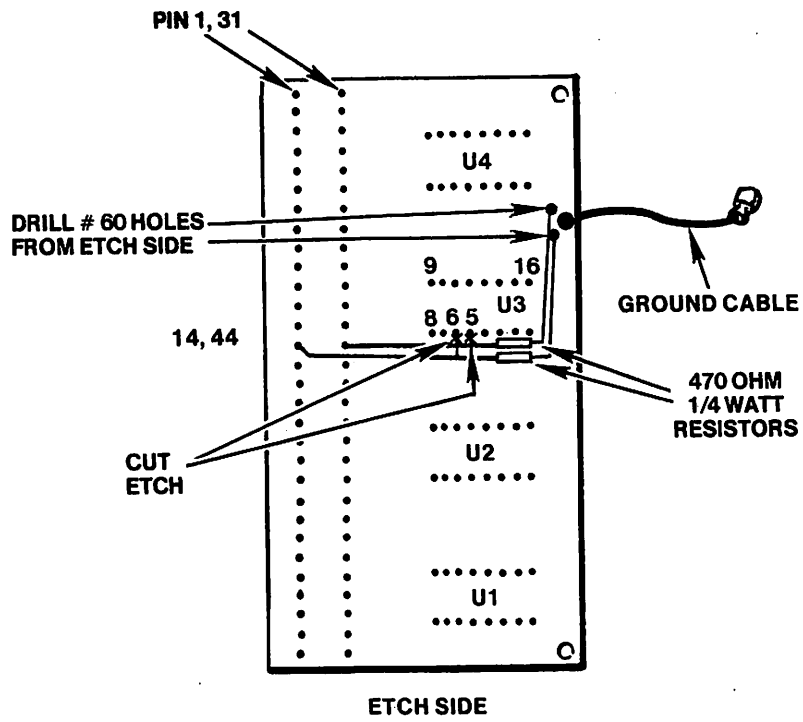 PIN 1, 31
U4
DRILL # 60 HOLES
FROM ETCH SIDE
9 16
U3
GROUND CABLE
8 6 5
14, 44
470 OHM
1/4 WATT
RESISTORS
CUT
ETCH
U2
U1
ETCH SIDE